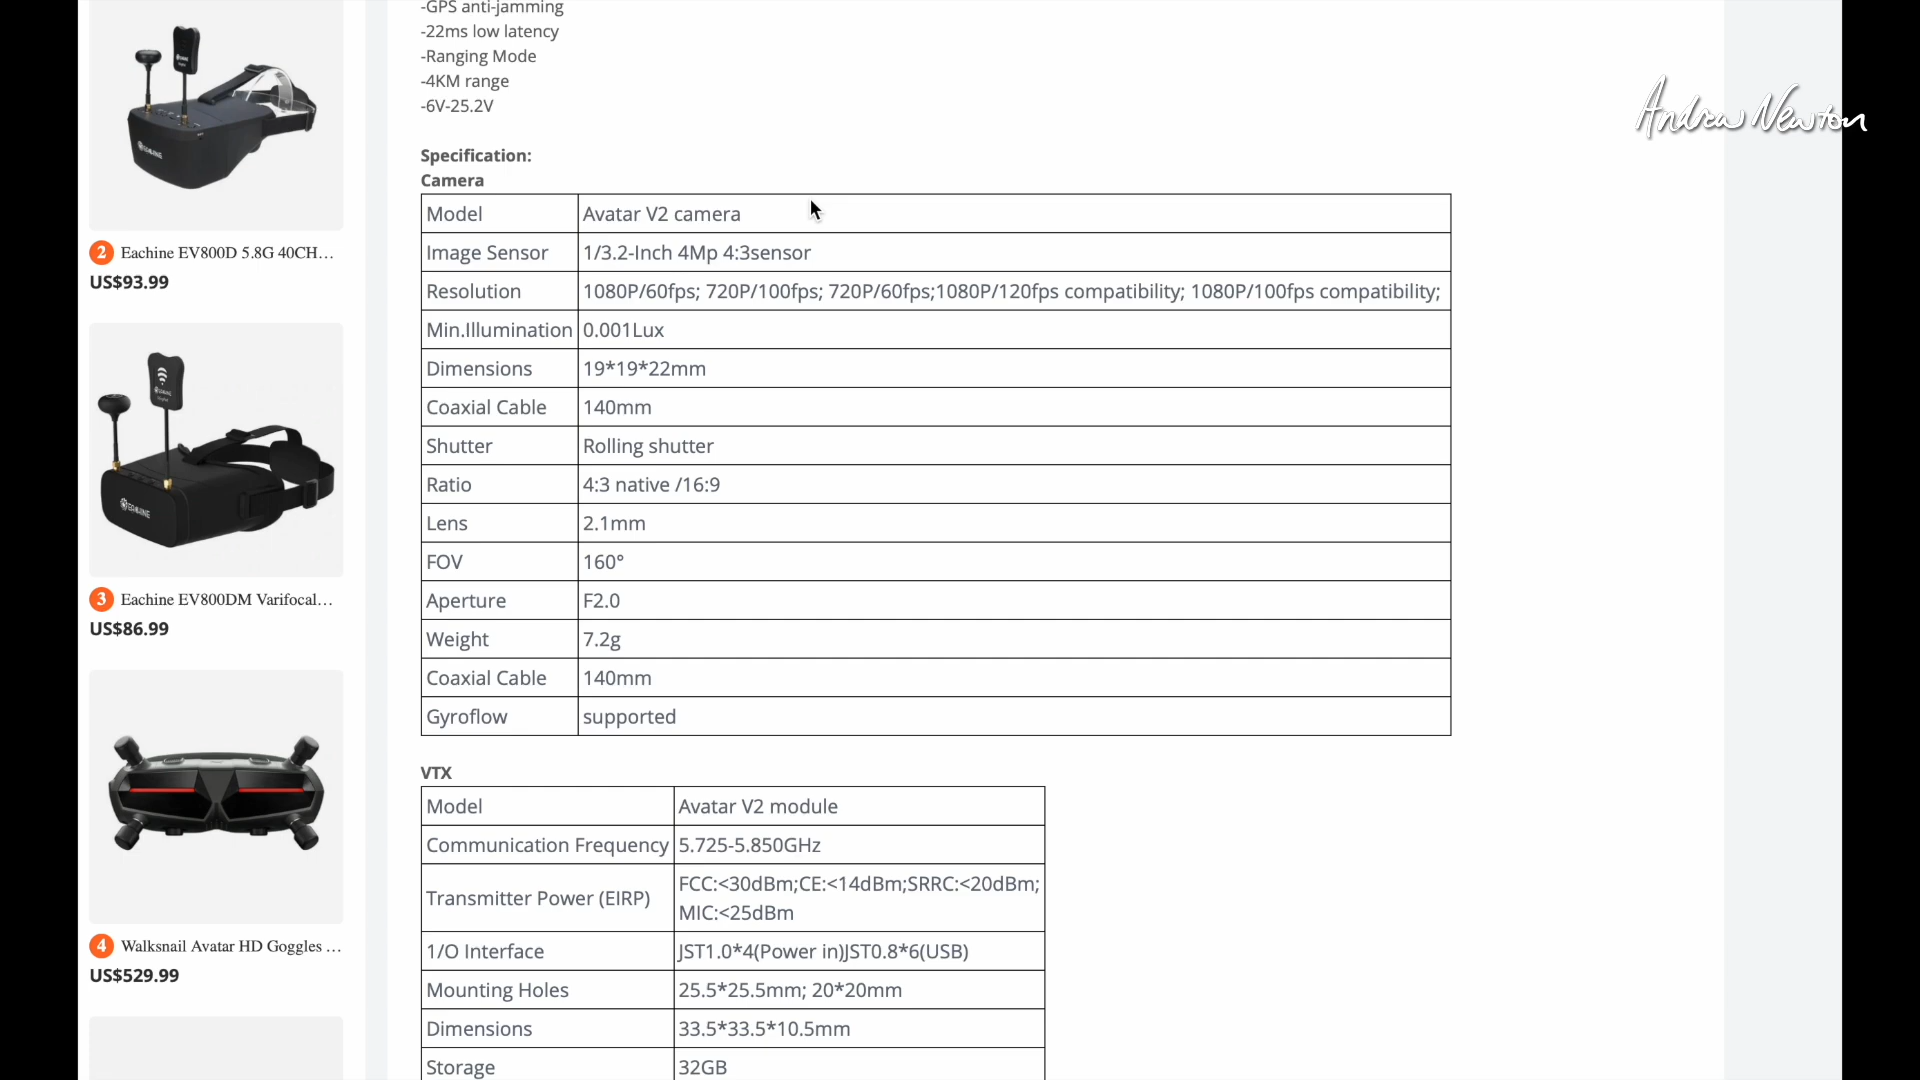 -GPS anti-jamming
-22ms low latency
-Ranging Mode
-4KM range
-6V-25.2V
Andrew Newton
Specification:
Camera
Model Avatar V2 camera
Image Sensor 1/3.2-Inch 4Mp 4:3sensor
Resolution 1080P/60fps; 720P/100fps; 720P/60fps;1080P/120fps compatibility; 1080P/100fps compatibility;
Min.Illumination 0.001Lux
Dimensions 19*19*22mm
Coaxial Cable 140mm
Shutter Rolling shutter
Ratio 4:3 native /16:9
Lens 2.1mm
FOV 160°
Aperture F2.0
Weight 7.2g
Coaxial Cable 140mm
Gyroflow supported
VTX
Model Avatar V2 module
Communication Frequency 5.725-5.850GHz
Transmitter Power (EIRP) FCC:<30dBm;CE:<14dBm;SRRC:<20dBm;
MIC:<25dBm
1/O Interface JST1.0*4(Power in)JST0.8*6(USB)
Mounting Holes 25.5*25.5mm; 20*20mm
Dimensions 33.5*33.5*10.5mm
Storage 32GB
EACHINE
2 Eachine EV800D 5.8G 40CH...
US$93.99
EACHINE
3 Eachine EV800DM Varifocal...
US$86.99
4 Walksnail Avatar HD Goggles ...
US$529.99